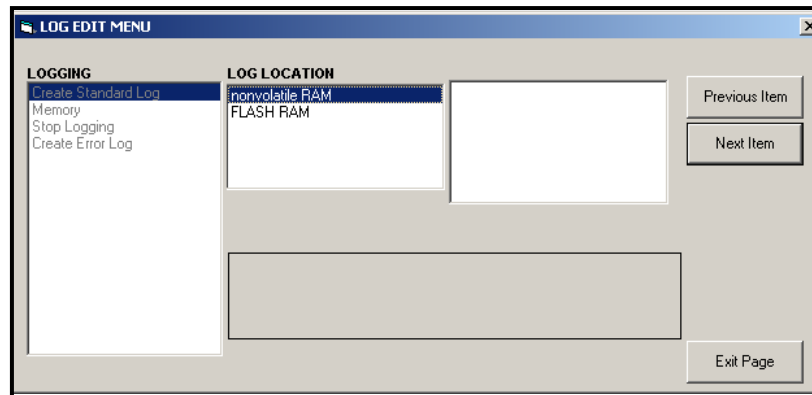 LOG EDIT MENU
LOGGING
Create Standard Log
Memory
Stop Logging
Create Error Log
LOG LOCATION
nonvolatile RAM
FLASH RAM
Previous Item
Next Item
Exit Page